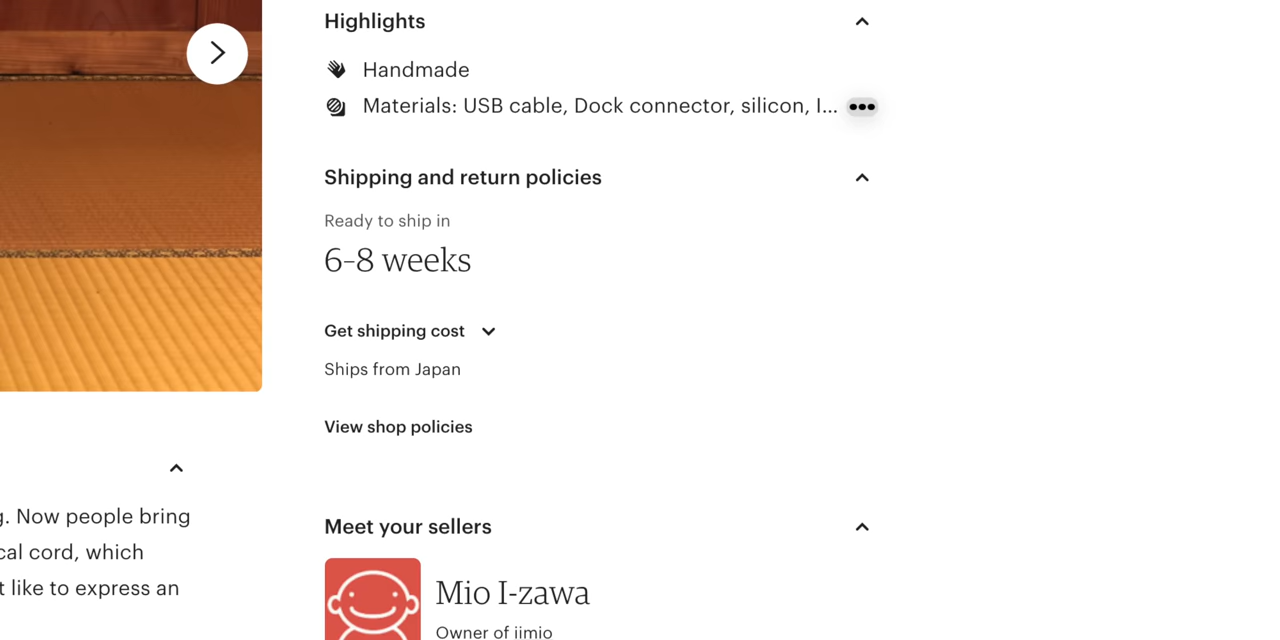 Highlights
Handmade
Materials: USB cable, Dock connector, silicon, I...
Shipping and return policies
Ready to ship in
6-8 weeks
Get shipping cost
Ships from Japan
View shop policies
. Now people bring
cal cord, which
t like to express an
Meet your sellers
Mio I-zawa
Owner of iimio